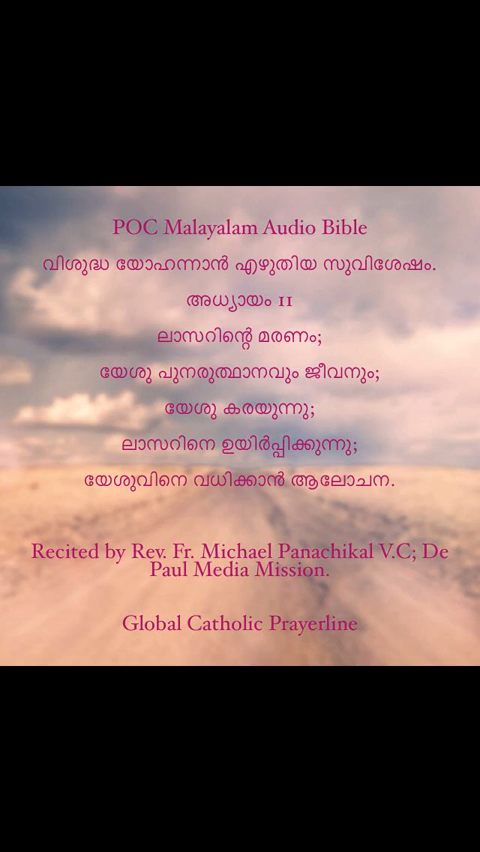 POC Malayalam Audio Bible
വിശുദ്ധ യോഹന്നാൻ എഴുതിയ സുവിശേഷം.
അധ്യായം 11
ലാസറിന്റെ മരണം;
യേശു പുനരുത്ഥാനവും ജീവനും;
യേശു കരയുന്നു;
ലാസറിനെ ഉയിർപ്പിക്കുന്നു;
യേശുവിനെ വധിക്കാൻ ആലോചന.
Recited by Rev. Fr. Michael Panachikal V.C; De
Paul Media Mission.
Global Catholic Prayerline